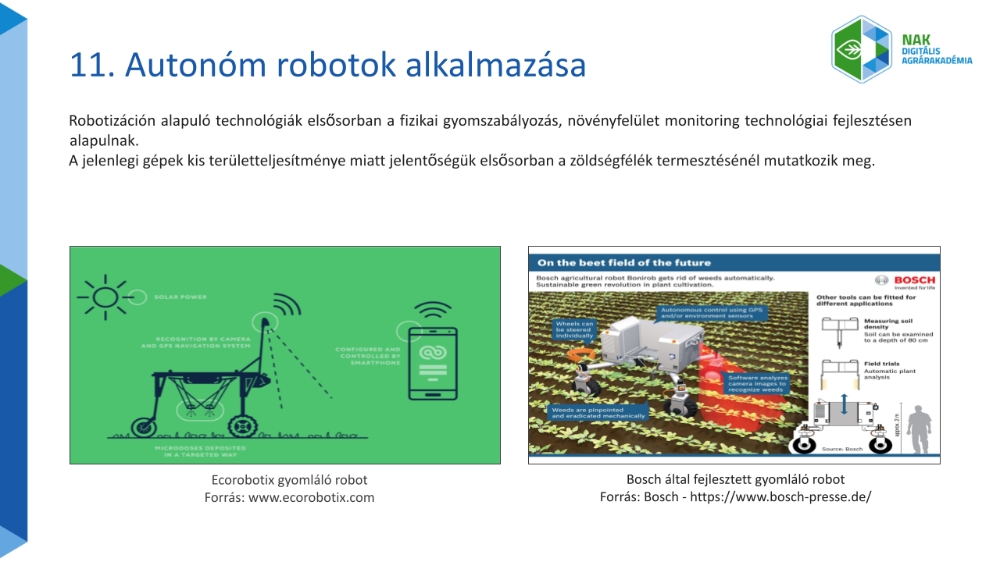 NAK
DIGITÁLIS
AGRÁRAKADÉMIA
11. Autonóm robotok alkalmazása
Robotizáción alapuló technológiák elsősorban a fizikai gyomszabályozás, növényfelület monitoring technológiai fejlesztésen
alapulnak.
A jelenlegi gépek kis területteljesítménye miatt jelentőségük elsősorban a zöldségfélék termesztésénél mutatkozik meg.
SOLAR POWER
RECOGNITION BY CAMERA
AND GPS NAVIGATION SYSTEM
CONFIGURED AND
CONTROLLED BY
SMARTPHONE
MICRODOSES DEPOSITED
IN A TARGETED WAY
Ecorobotix gyomláló robot
Forrás: www.ecorobotix.com
On the beet field of the future
Bosch agricultural robot Bonirob gets rid of weeds automatically.
Sustainable green revolution in plant cultivation.
BOSCH
Invented for life
Autonomous control using GPS
and/or environment sensors
Wheels can
be steered
individually
Software analyzes
camera images to
recognize weeds
Weeds are pinpointed
and eradicated mechanically
Other tools can be fitted for
different applications
Measuring soil
density
Soil can be examined
to a depth of 80 cm
Field trials
Automatic plant
analysis
approx. 2 m
Source: Bosch
Bosch által fejlesztett gyomláló robot
Forrás: Bosch - https://www.bosch-presse.de/